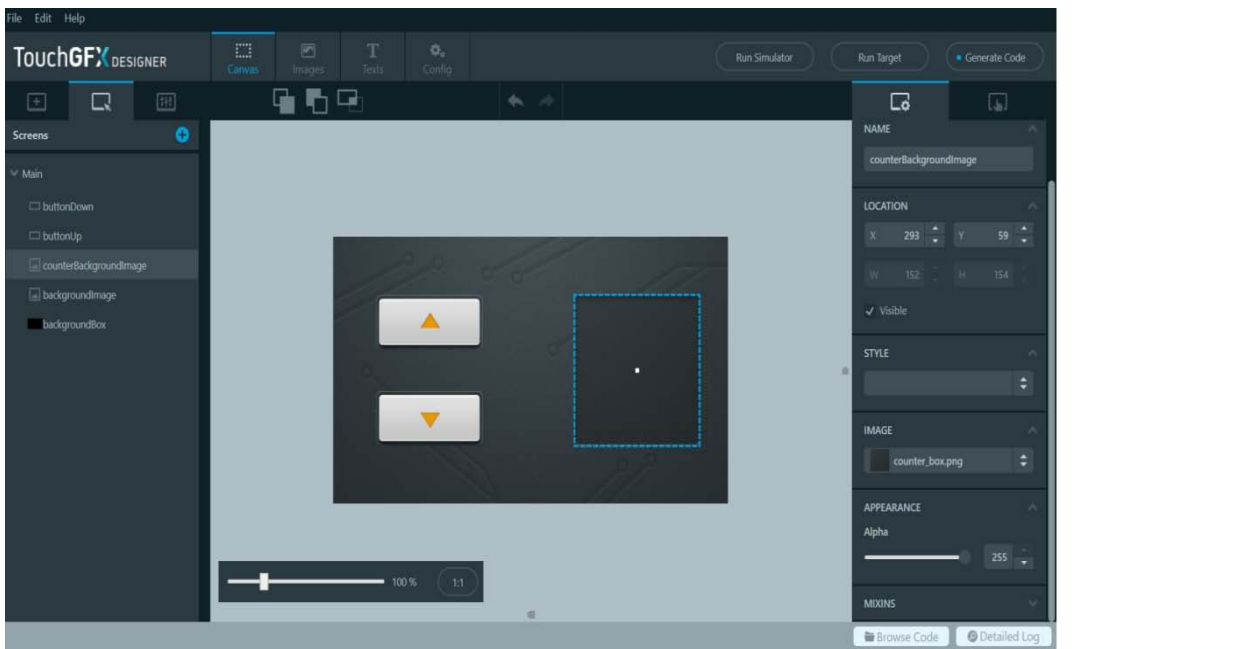 File Edit Help
TouchGFX DESIGNER
Canvas
Images
Texts
Config
Run Simulator
Run Target
Generate Code
Screens
Main
buttonDown
buttonUp
counterBackgroundImage
backgroundImage
backgroundBox
100 %
1:1
NAME
counterBackgroundImage
LOCATION
X 293 Y 59
W 152 H 154
Visible
STYLE
IMAGE
counter_box.png
APPEARANCE
Alpha
255
MIXINS
Browse Code
Detailed Log